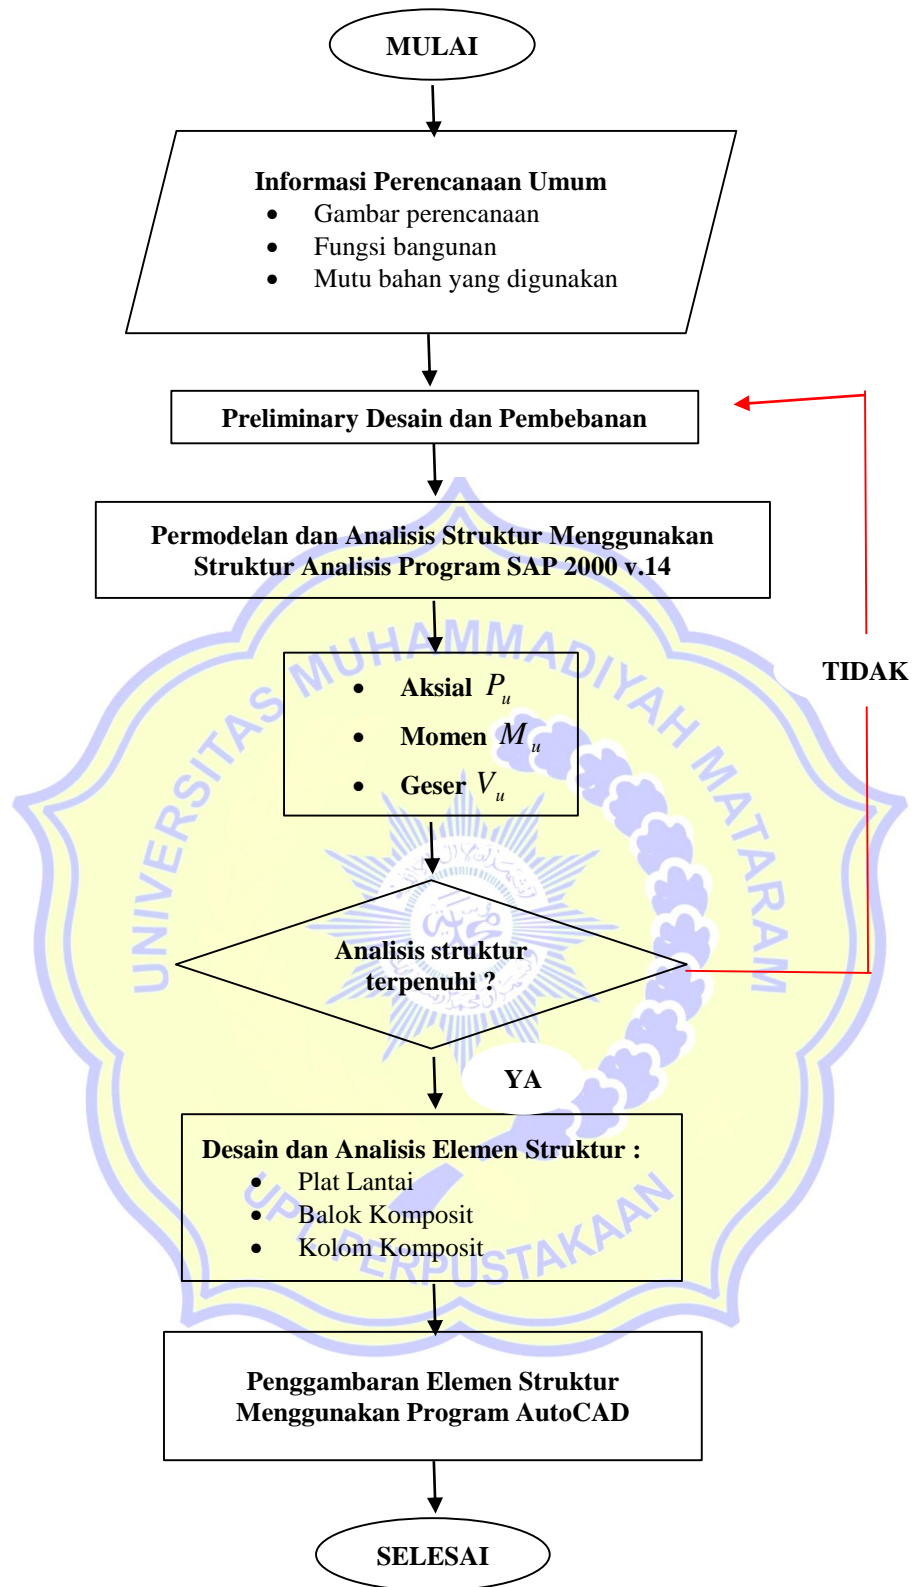 MULAI
Informasi Perencanaan Umum
• Gambar perencanaan
• Fungsi bangunan
• Mutu bahan yang digunakan
Preliminary Desain dan Pembebanan
Permodelan dan Analisis Struktur Menggunakan
Struktur Analisis Program SAP 2000 v.14
UNIVERSITAS MUHAMMADIYAH MATARAM
TIDAK
• Aksial P_u
• Momen M_u
• Geser V_u
Analisis struktur
terpenuhi ?
YA
Desain dan Analisis Elemen Struktur :
• Plat Lantai
• Balok Komposit
• Kolom Komposit
UPT. PERPUSTAKAAN
Penggambaran Elemen Struktur
Menggunakan Program AutoCAD
SELESAI